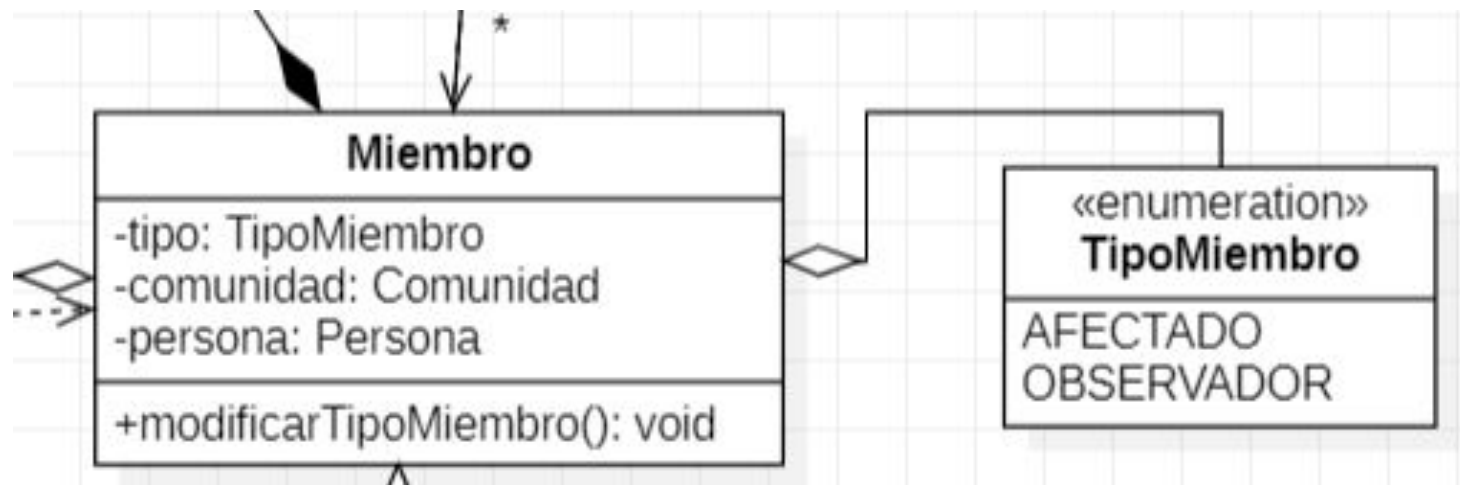 *
Miembro
-tipo: TipoMiembro
-comunidad: Comunidad
-persona: Persona
+modificarTipoMiembro(): void
«enumeration»
TipoMiembro
AFECTADO
OBSERVADOR